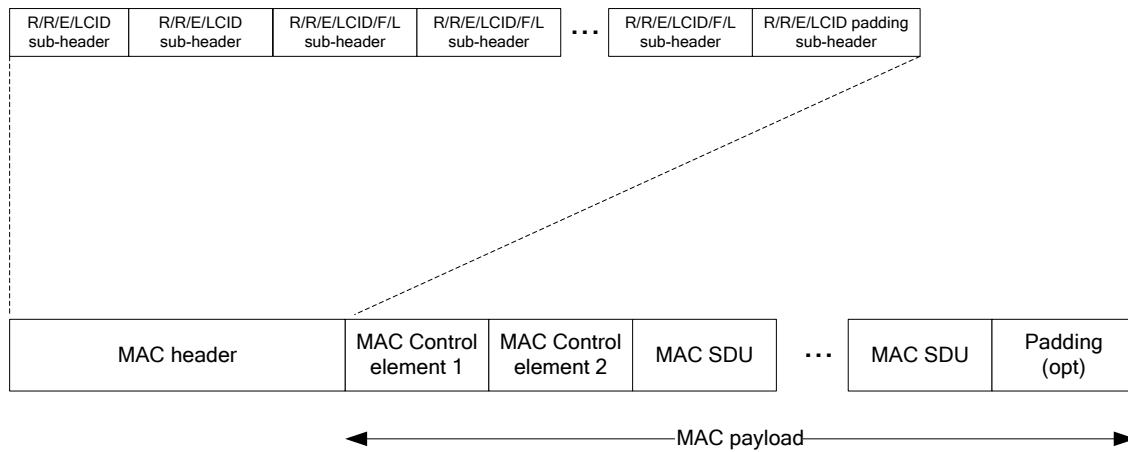 R/R/E/LCID
sub-header
R/R/E/LCID
sub-header
R/R/E/LCID/F/L
sub-header
R/R/E/LCID/F/L
sub-header
...
R/R/E/LCID/F/L
sub-header
R/R/E/LCID padding
sub-header
MAC header
MAC Control
element 1
MAC Control
element 2
MAC SDU
...
MAC SDU
Padding
(opt)
MAC payload